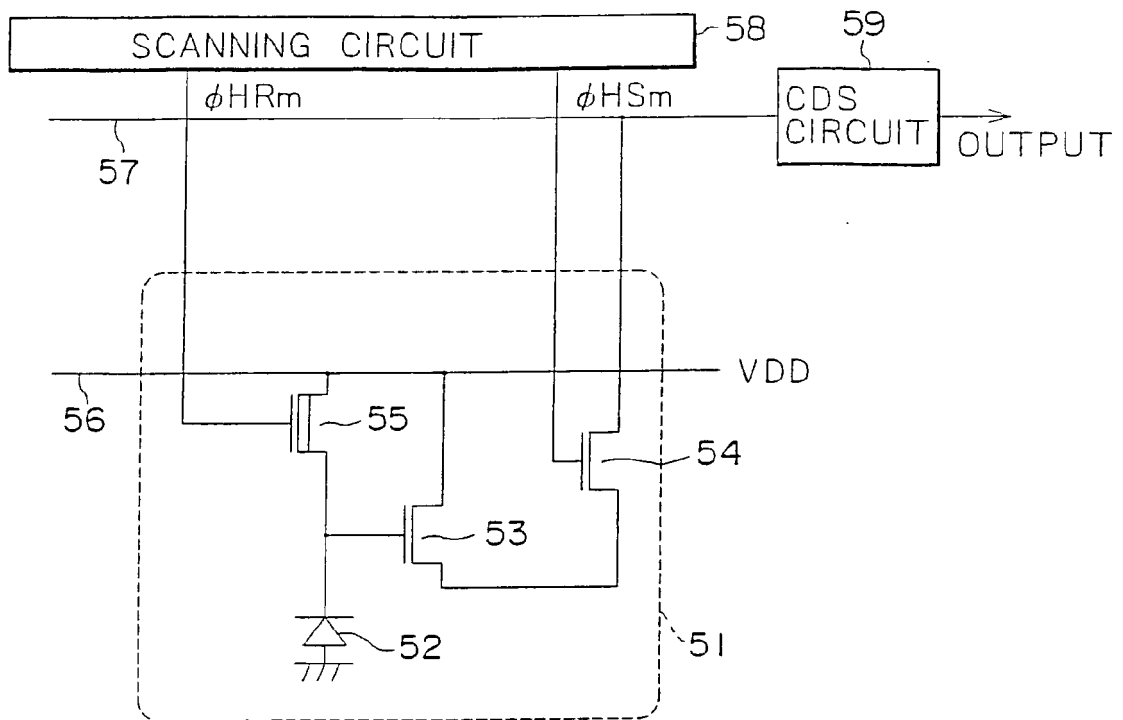 SCANNING CIRCUIT
58
59
φHRm
φHSm
CDS
CIRCUIT
OUTPUT
57
VDD
56
55
54
53
52
51